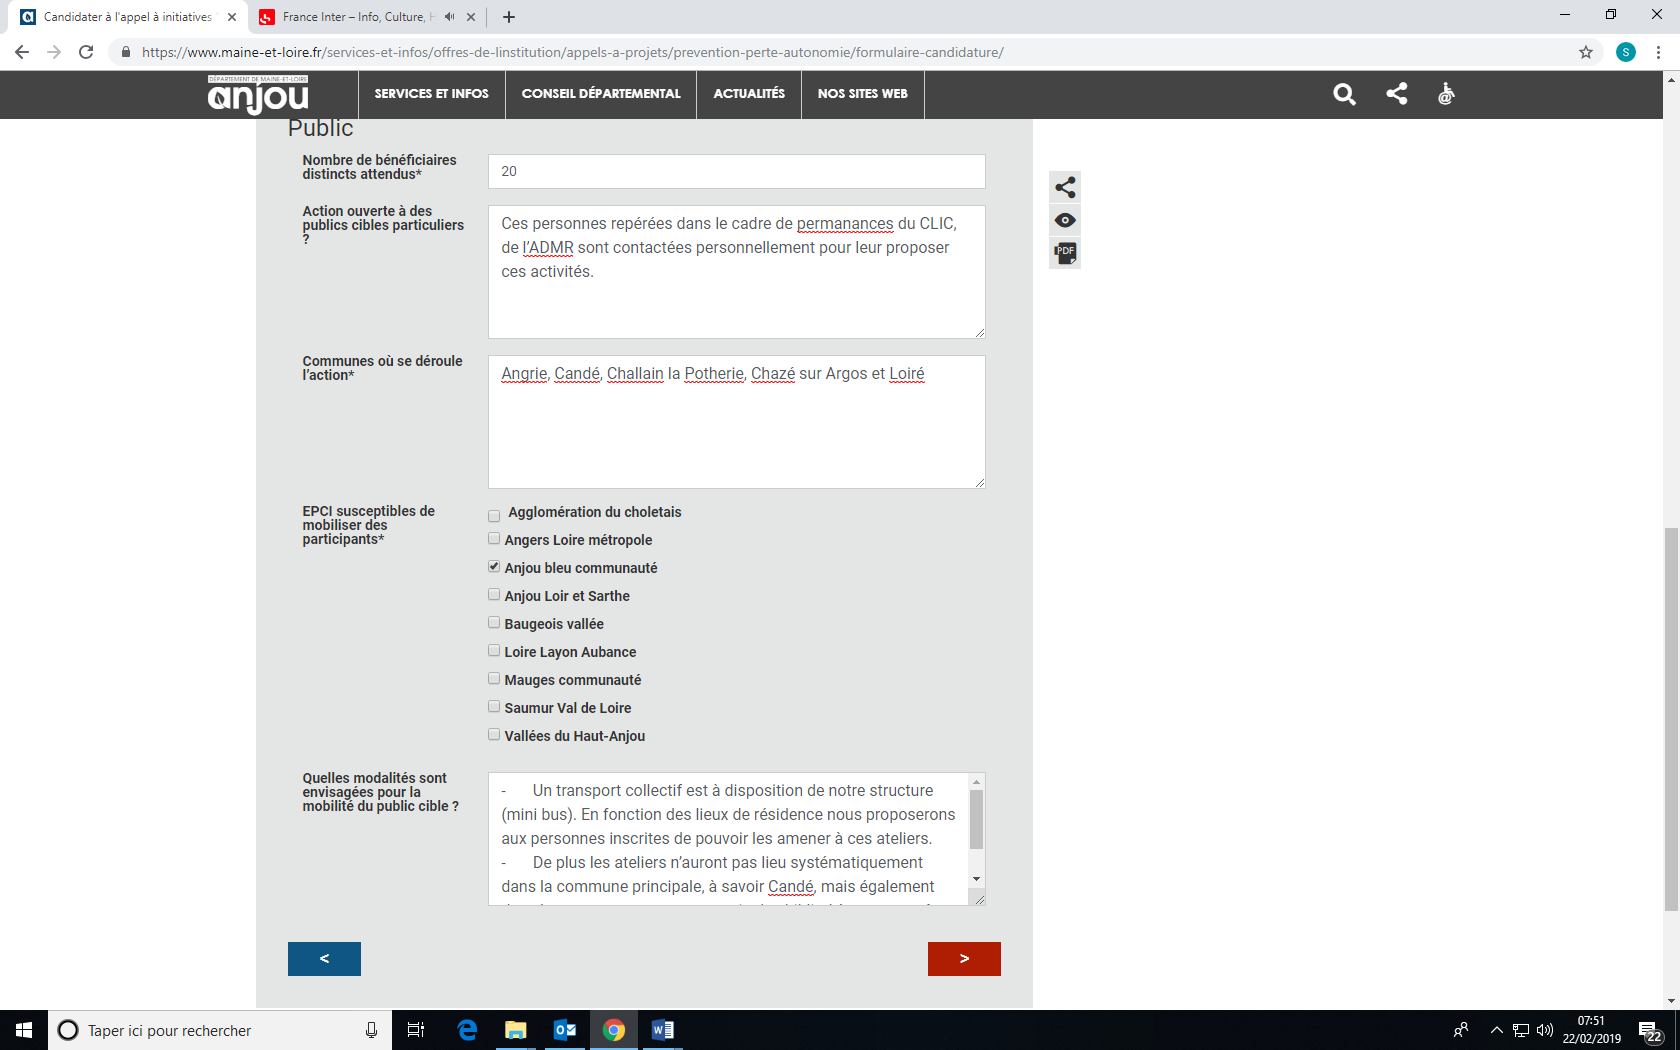 Candidater à l'appel à initiatives
France Inter – Info, Culture, H
https://www.maine-et-loire.fr/services-et-infos/offres-de-linstitution/appels-a-projets/prevention-perte-autonomie/formulaire-candidature/
S
DÉPARTEMENT DE MAINE-ET-LOIRE
anjou
SERVICES ET INFOS
CONSEIL DÉPARTEMENTAL
ACTUALITÉS
NOS SITES WEB
Public
Nombre de bénéficiaires
distincts attendus*
20
Action ouverte à des
publics cibles particuliers
?
Ces personnes repérées dans le cadre de permanances du CLIC,
de l'ADMR sont contactées personnellement pour leur proposer
ces activités.
PDF
Communes où se déroule
l'action*
Angrie, Candé, Challain la Potherie, Chazé sur Argos et Loiré
EPCI susceptibles de
mobiliser des
participants*
Agglomération du choletais
Angers Loire métropole
Anjou bleu communauté
Anjou Loir et Sarthe
Baugeois vallée
Loire Layon Aubance
Mauges communauté
Saumur Val de Loire
Vallées du Haut-Anjou
Quelles modalités sont
envisagées pour la
mobilité du public cible ?
- Un transport collectif est à disposition de notre structure
(mini bus). En fonction des lieux de résidence nous proposerons
aux personnes inscrites de pouvoir les amener à ces ateliers.
- De plus les ateliers n'auront pas lieu systématiquement
dans la commune principale, à savoir Candé, mais également
<
>
Taper ici pour rechercher
07:51
22/02/2019
22